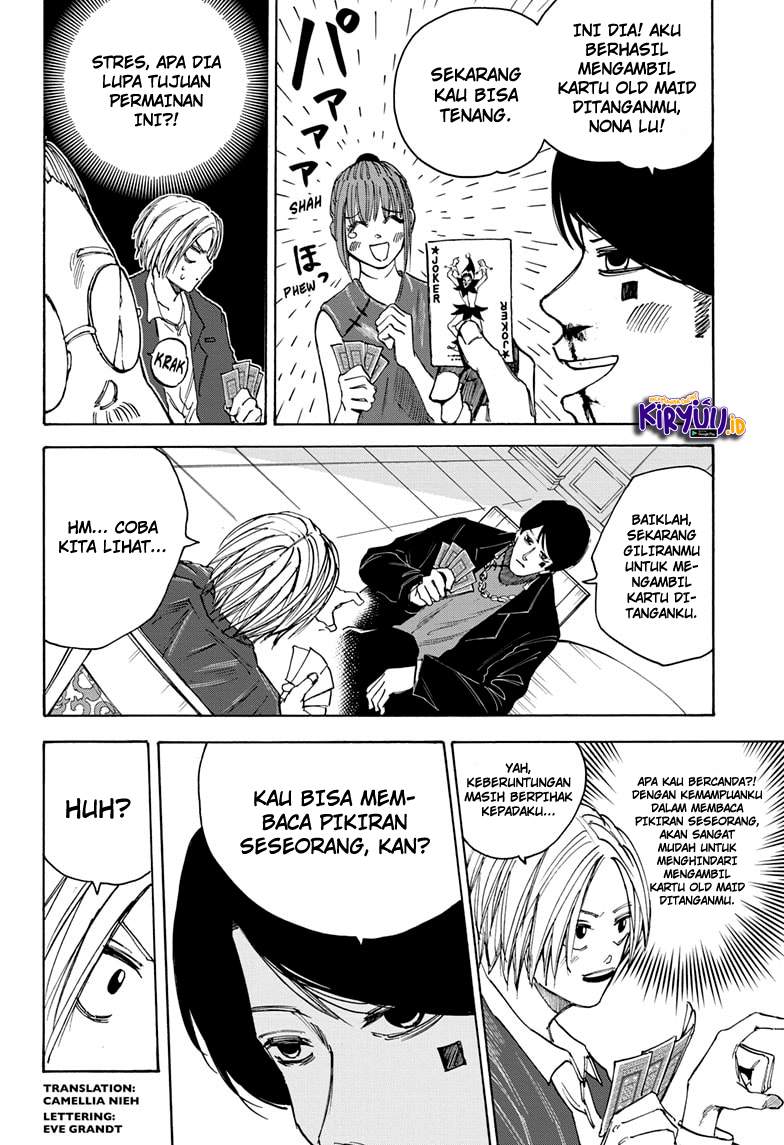 INI DIA! AKU
BERHASIL
MENGAMBIL
KARTU OLD MAID
DITANGANMU,
NONA LU!
SEKARANG
KAU BISA
TENANG.
パァァァ
SHAH
ほっ
PHEW
JOKER
JOKER
STRES, APA DIA
LUPA TUJUAN
PERMAINAN
INI?!
KRAK
KIRYUU.ID
BAIKLAH,
SEKARANG
GILIRANMU
UNTUK ME-
NGAMBIL
KARTU DI-
TANGANKU.
HM... COBA
KITA LIHAT...
APA KAU BERCANDA?!
DENGAN KEMAMPUANKU
DALAM MEMBACA
PIKIRAN SESEORANG,
AKAN SANGAT
MUDAH UNTUK
MENGHINDARI
MENGAMBIL
KARTU OLD MAID
DITANGANMU.
YAH,
KEBERUNTUNGAN
MASIH BERPIHAK
KEPADAKU...
KAU BISA MEM-
BACA PIKIRAN
SESEORANG, KAN?
HUH?
TRANSLATION:
CAMELLIA NIEH
LETTERING:
EVE GRANDT